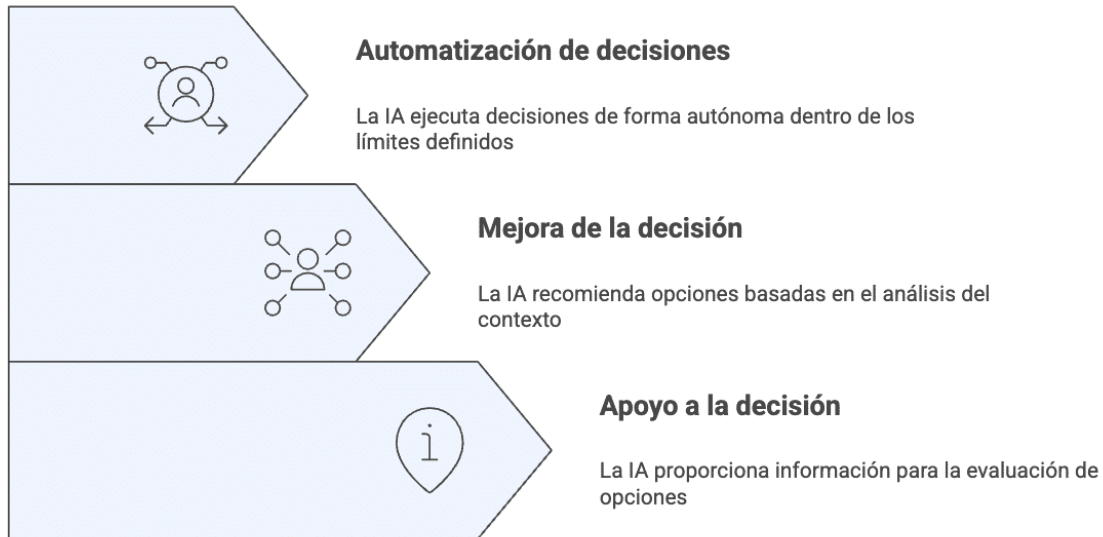 Automatización de decisiones
La IA ejecuta decisiones de forma autónoma dentro de los
límites definidos
Mejora de la decisión
La IA recomienda opciones basadas en el análisis del
contexto
Apoyo a la decisión
La IA proporciona información para la evaluación de
opciones